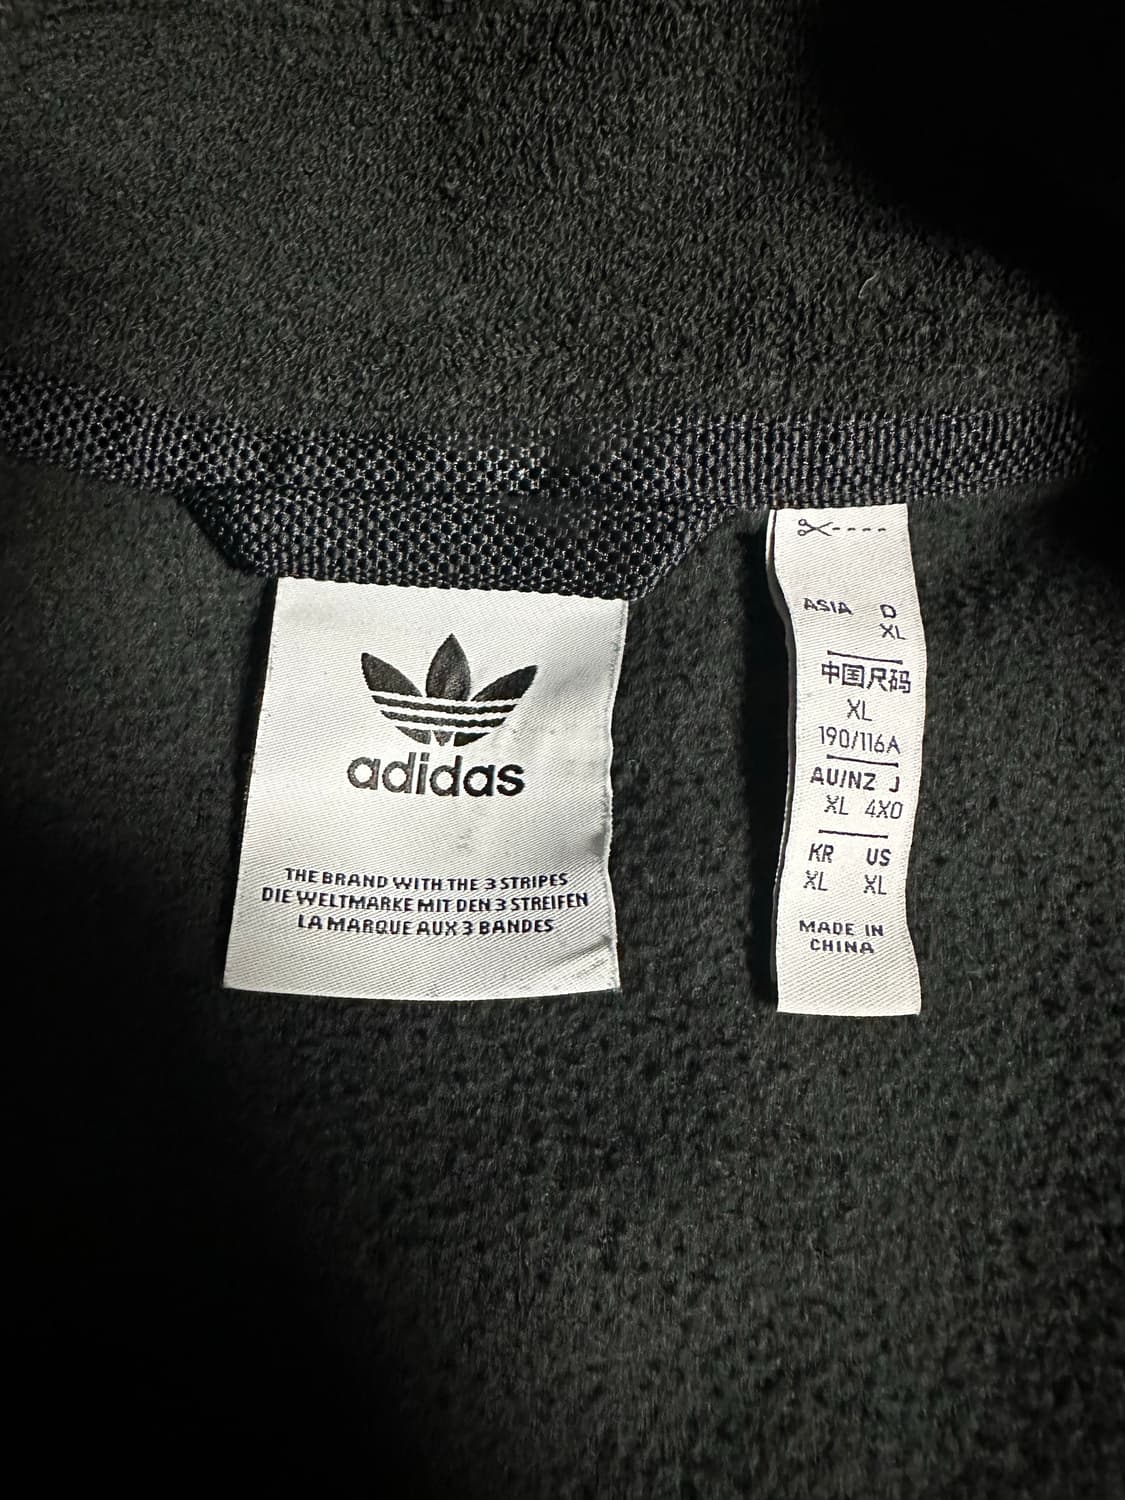 adidas
THE BRAND WITH THE 3 STRIPES
DIE WELTMARKE MIT DEN 3 STREIFEN
LA MARQUE AUX 3 BANDES
ASIA D
XL
中国尺码
XL
190/116A
AU/NZ J
XL 4XO
KR US
XL XL
MADE IN
CHINA